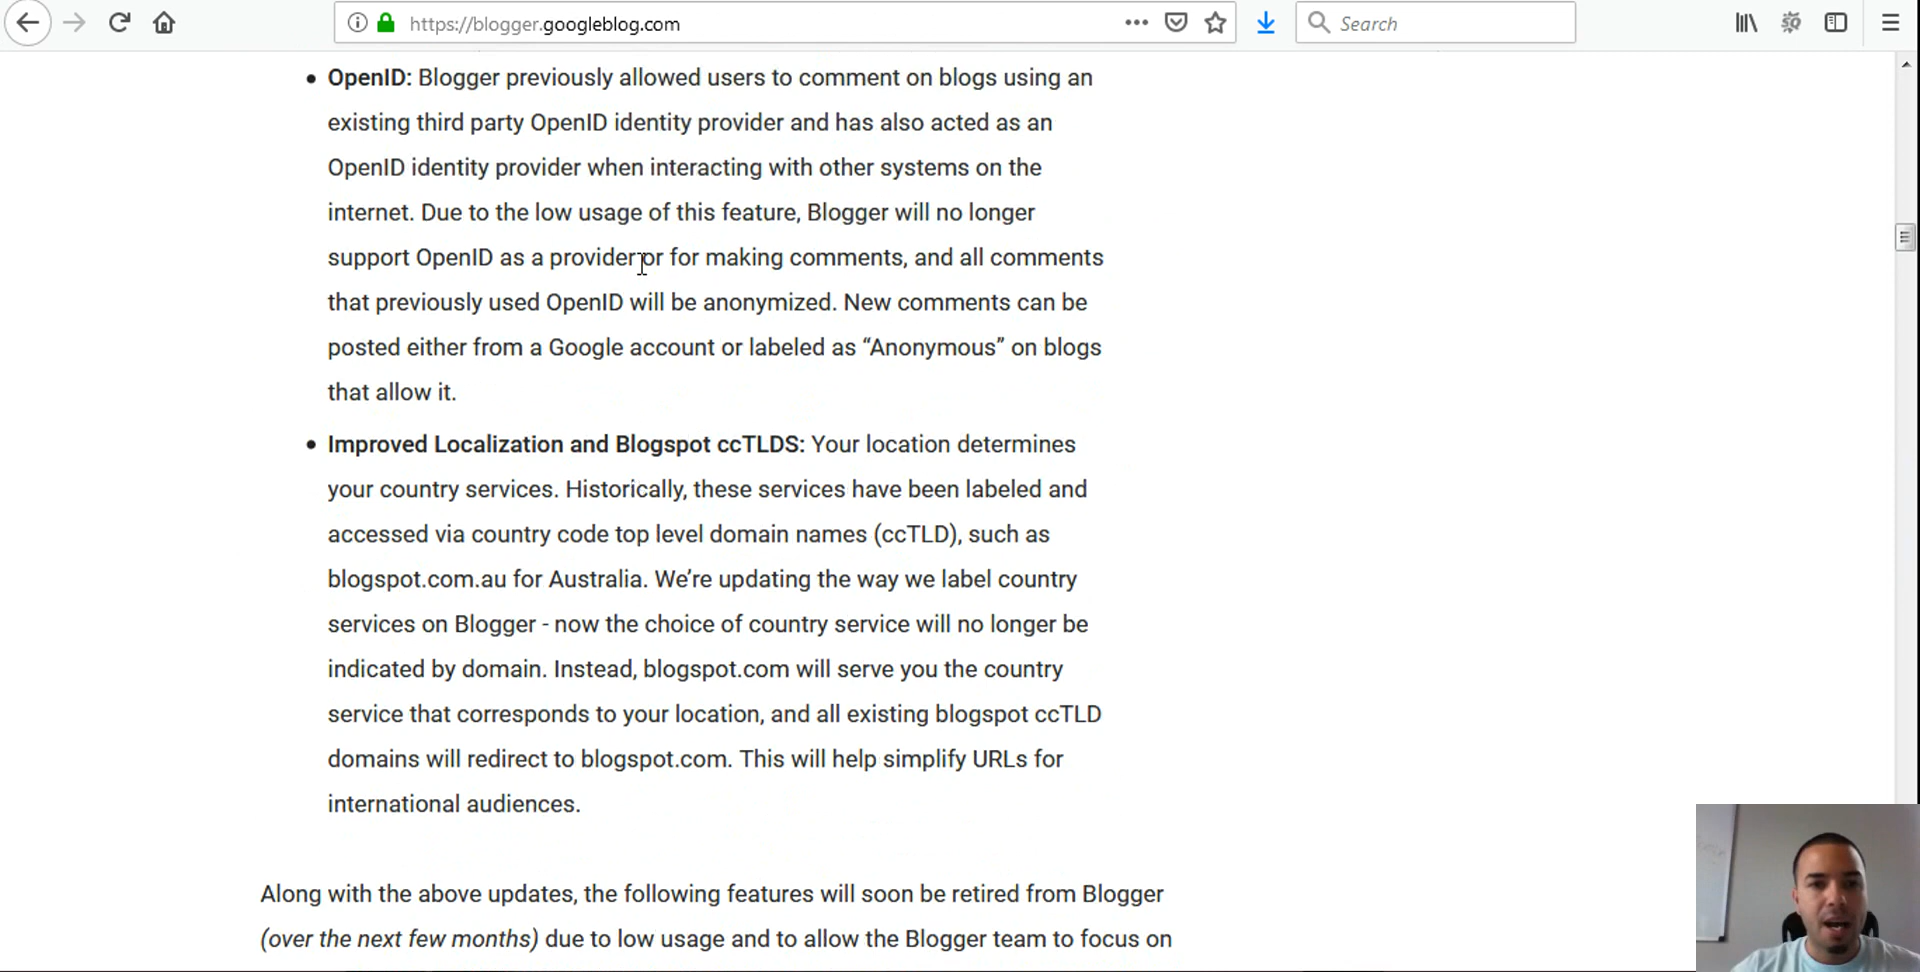 https://blogger.googleblog.com
Search
OpenID: Blogger previously allowed users to comment on blogs using an
existing third party OpenID identity provider and has also acted as an
OpenID identity provider when interacting with other systems on the
internet. Due to the low usage of this feature, Blogger will no longer
support OpenID as a provider or for making comments, and all comments
that previously used OpenID will be anonymized. New comments can be
posted either from a Google account or labeled as “Anonymous” on blogs
that allow it.
Improved Localization and Blogspot ccTLDS: Your location determines
your country services. Historically, these services have been labeled and
accessed via country code top level domain names (ccTLD), such as
blogspot.com.au for Australia. We’re updating the way we label country
services on Blogger - now the choice of country service will no longer be
indicated by domain. Instead, blogspot.com will serve you the country
service that corresponds to your location, and all existing blogspot ccTLD
domains will redirect to blogspot.com. This will help simplify URLs for
international audiences.
Along with the above updates, the following features will soon be retired from Blogger
(over the next few months) due to low usage and to allow the Blogger team to focus on